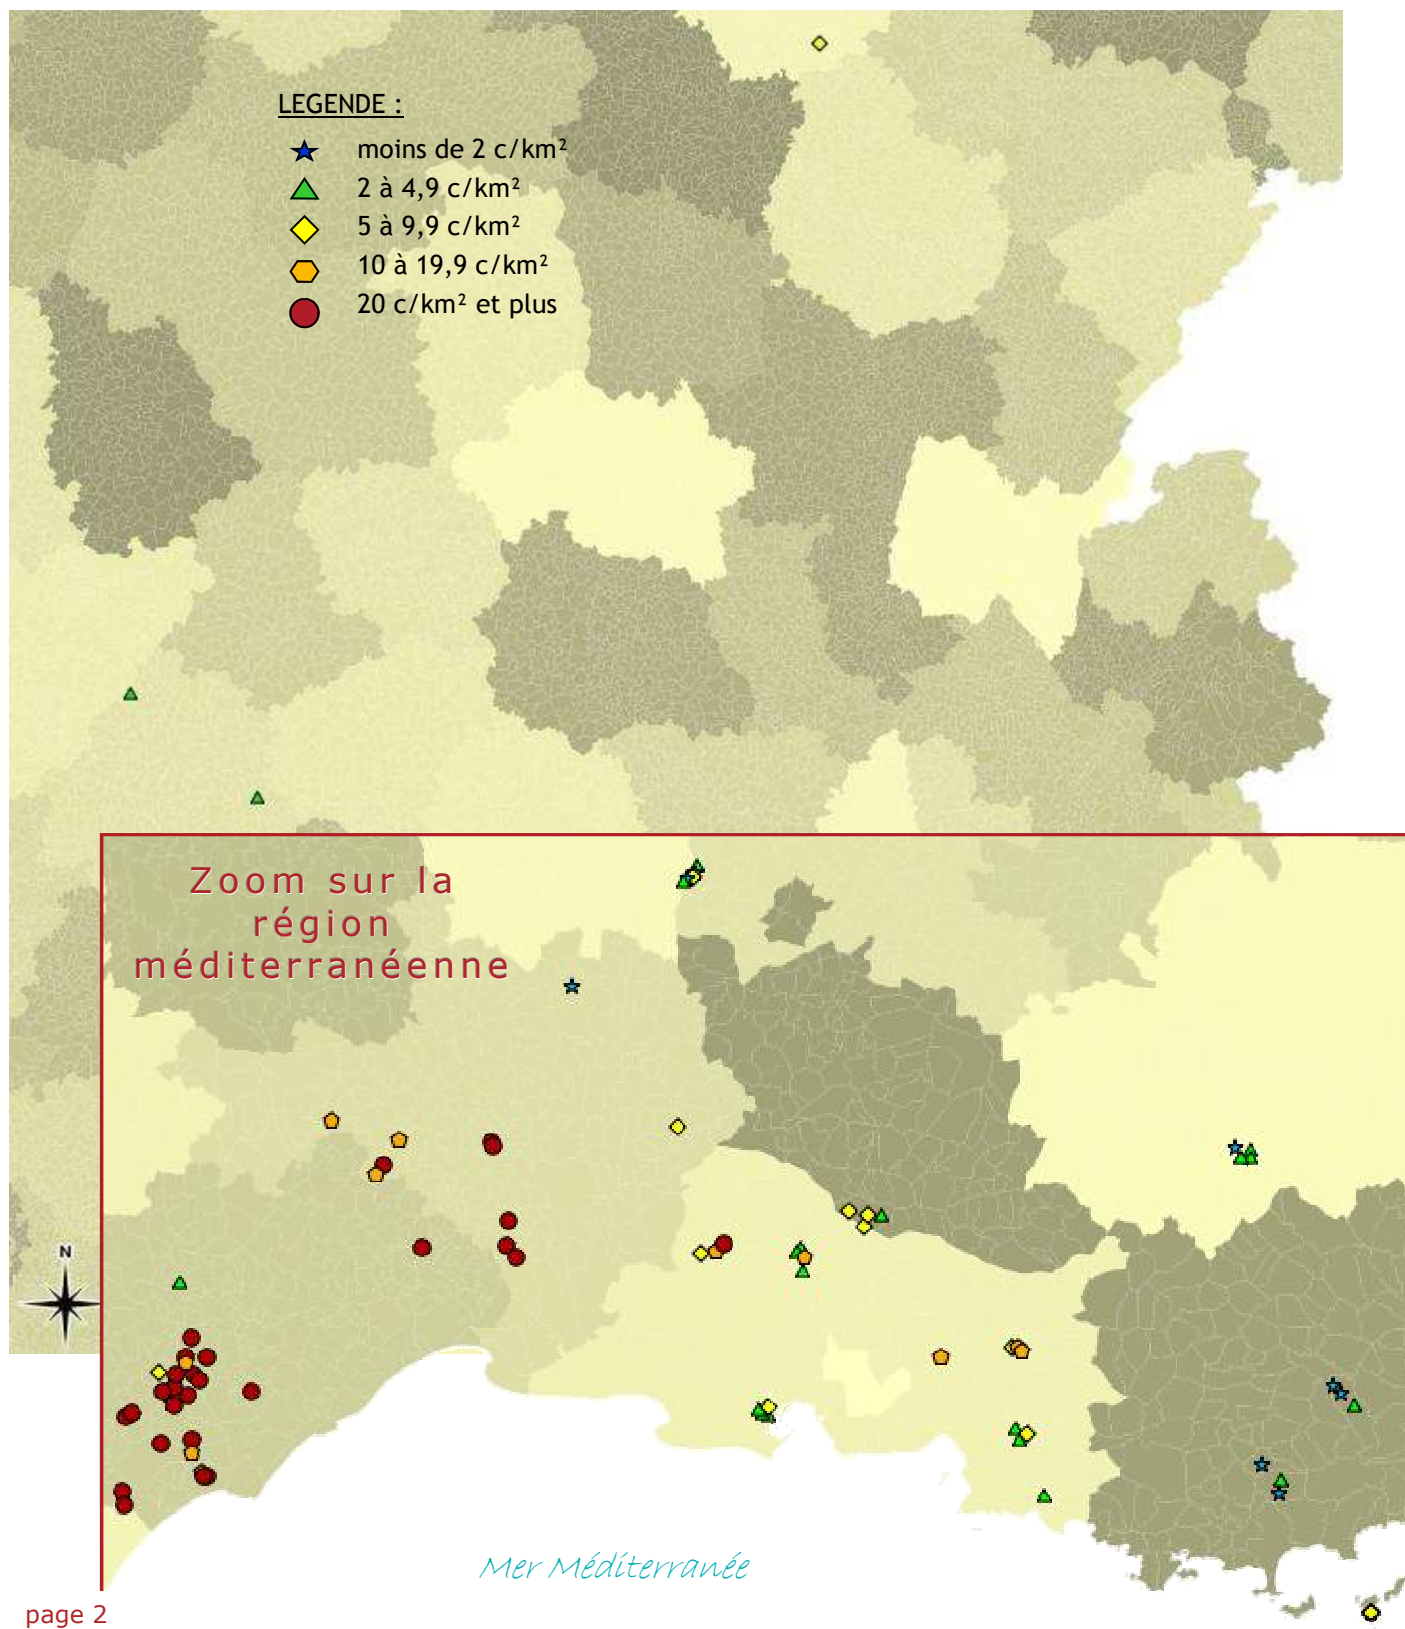 LEGENDE :
moins de 2 c/km²
2 à 4,9 c/km²
5 à 9,9 c/km²
10 à 19,9 c/km²
20 c/km² et plus
Zoom sur la
région
méditerranéenne
N
Mer Méditerranée
page 2